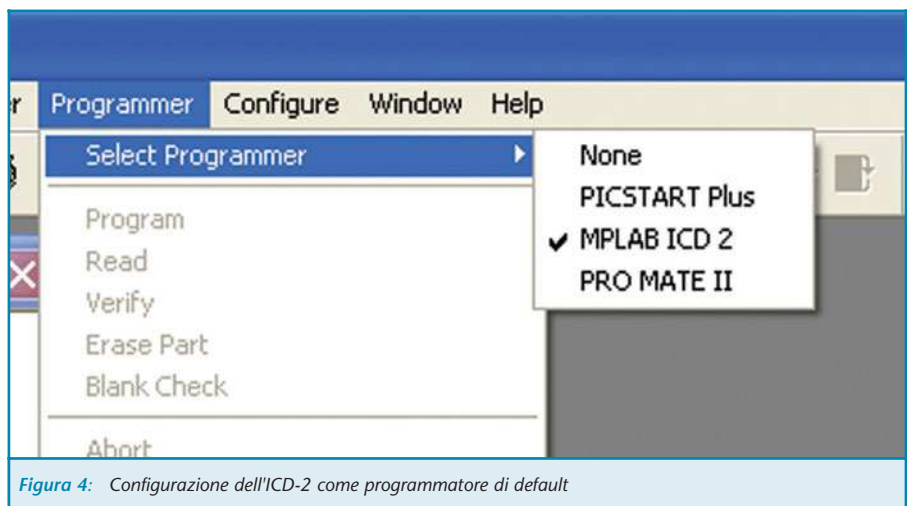 Programmer Configure Window Help
Select Programmer
None
PICSTART Plus
MPLAB ICD 2
PRO MATE II
Program
Read
Verify
Erase Part
Blank Check
Abort
Figura 4: Configurazione dell'ICD-2 come programmatore di default